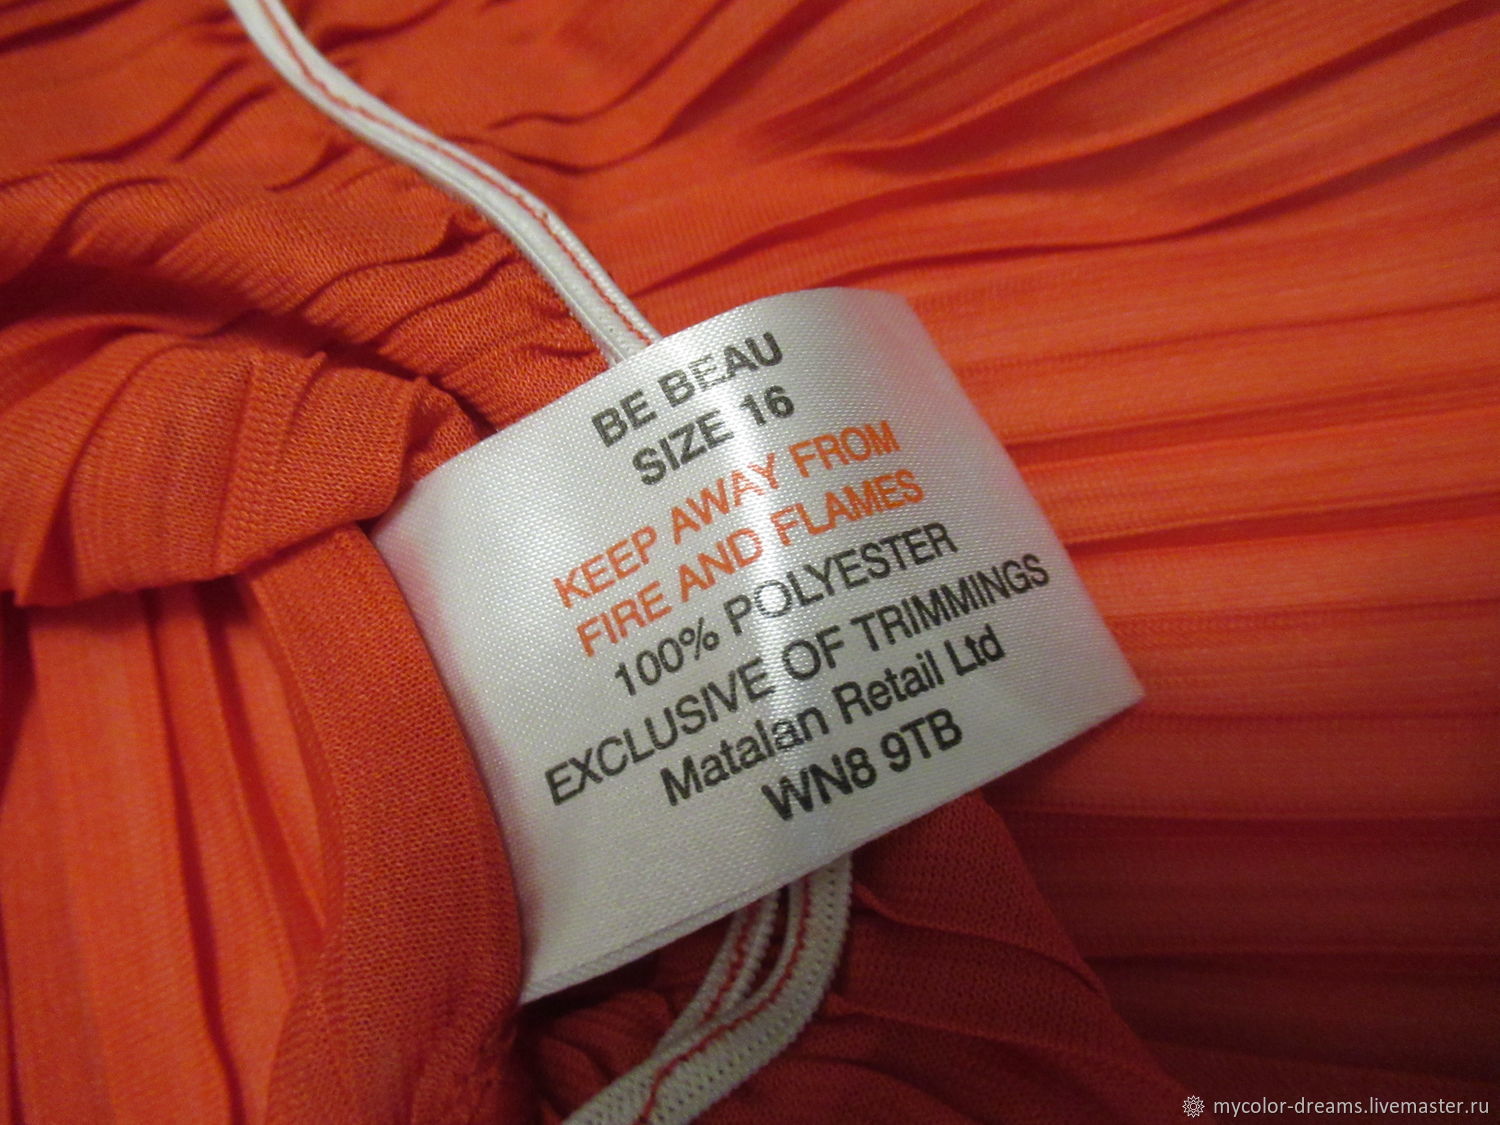 BE BEAU
SIZE 16
KEEP AWAY FROM
FIRE AND FLAMES
100% POLYESTER
EXCLUSIVE OF TRIMMINGS
Matalan Retail Ltd
WN8 9TB
mycolor-dreams.livemaster.ru